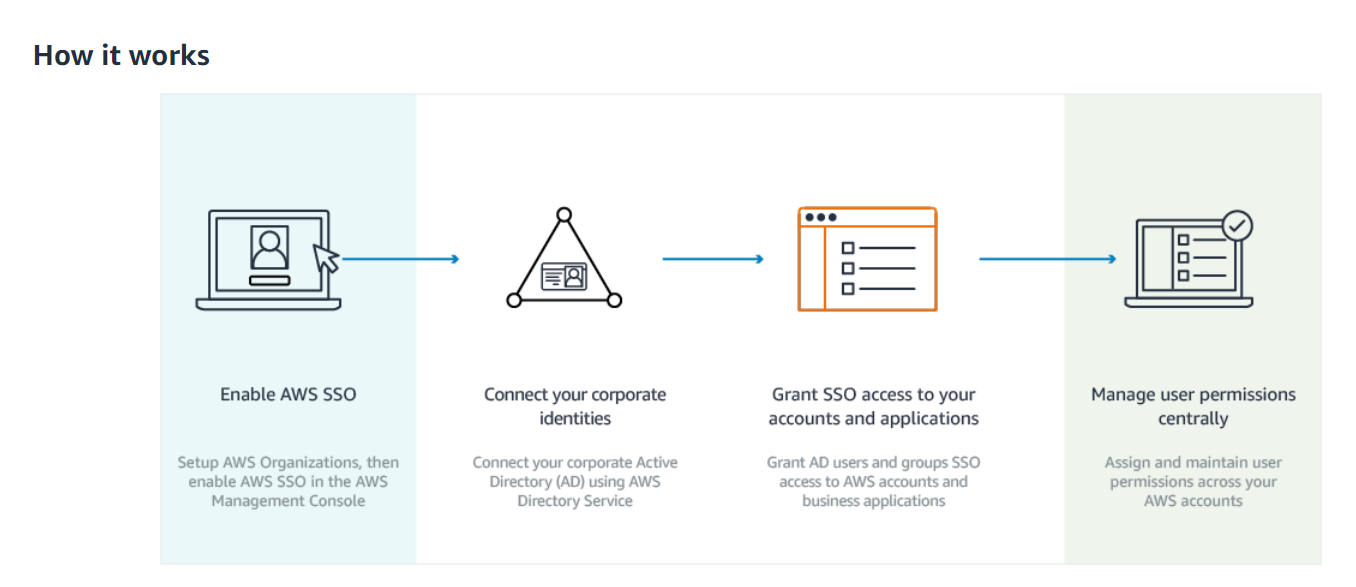 How it works
Enable AWS SSO
Setup AWS Organizations, then
enable AWS SSO in the AWS
Management Console
Connect your corporate
identities
Connect your corporate Active
Directory (AD) using AWS
Directory Service
Grant SSO access to your
accounts and applications
Grant AD users and groups SSO
access to AWS accounts and
business applications
Manage user permissions
centrally
Assign and maintain user
permissions across your
AWS accounts